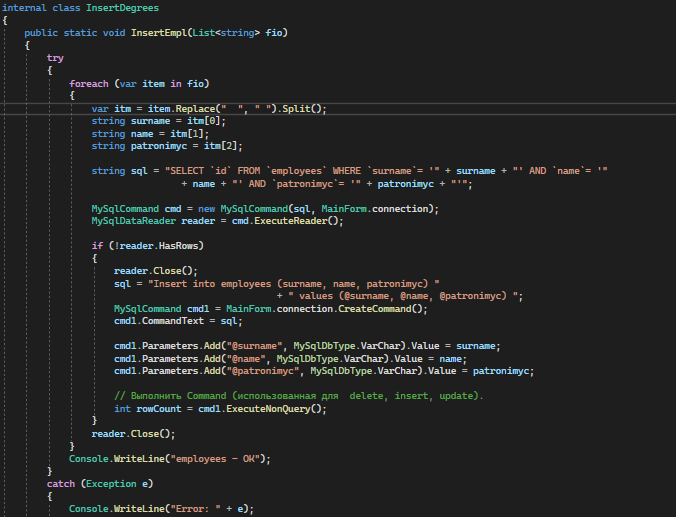 internal class InsertDegrees
{
public static void InsertEmpl(List<string> fio)
{
try
{
foreach (var item in fio)
{
var itm = item.Replace("  ", " ").Split();
string surname = itm[0];
string name = itm[1];
string patronimyc = itm[2];
string sql = "SELECT `id` FROM `employees` WHERE `surname`= '" + surname + "' AND `name`= '"
+ name + "' AND `patronimyc`= '" + patronimyc + "'";
MySqlCommand cmd = new MySqlCommand(sql, MainForm.connection);
MySqlDataReader reader = cmd.ExecuteReader();
if (!reader.HasRows)
{
reader.Close();
sql = "Insert into employees (surname, name, patronimyc) "
+ " values (@surname, @name, @patronimyc) ";
MySqlCommand cmd1 = MainForm.connection.CreateCommand();
cmd1.CommandText = sql;
cmd1.Parameters.Add("@surname", MySqlDbType.VarChar).Value = surname;
cmd1.Parameters.Add("@name", MySqlDbType.VarChar).Value = name;
cmd1.Parameters.Add("@patronimyc", MySqlDbType.VarChar).Value = patronimyc;
// Выполнить Command (использованная для  delete, insert, update).
int rowCount = cmd1.ExecuteNonQuery();
}
reader.Close();
}
Console.WriteLine("employees - OK");
}
catch (Exception e)
{
Console.WriteLine("Error: " + e);